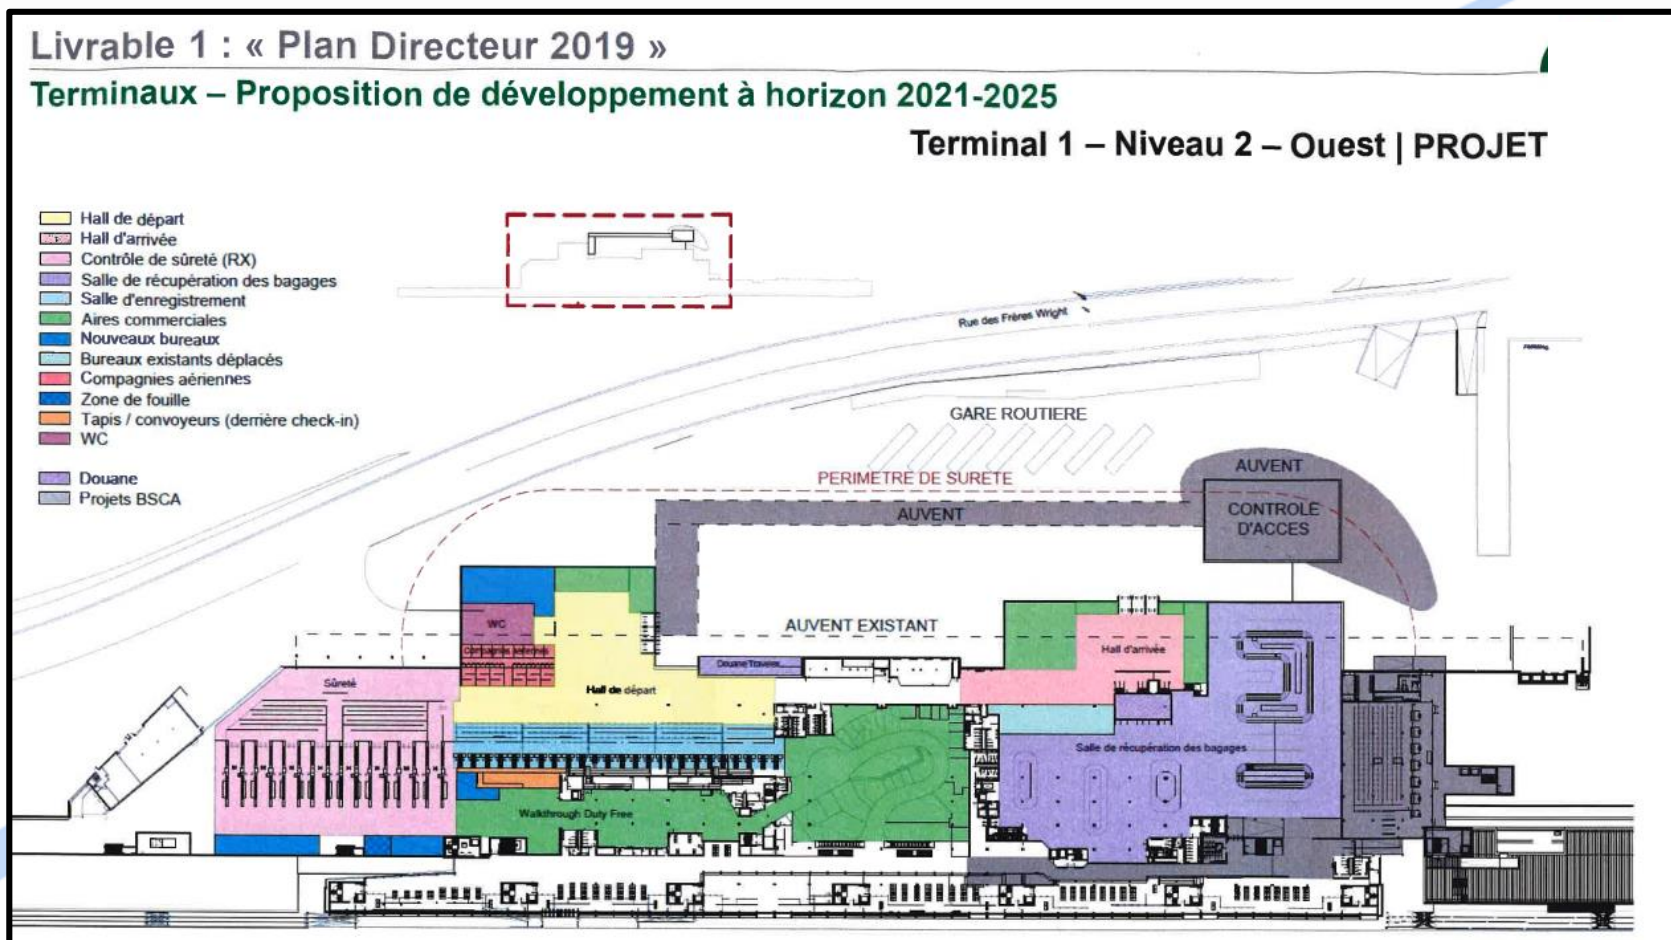 Livrable 1 : « Plan Directeur 2019 »
Terminaux – Proposition de développement à horizon 2021-2025
Terminal 1 – Niveau 2 – Ouest | PROJET
Hall de départ
Hall d'arrivée
Contrôle de sûreté (RX)
Salle de récupération des bagages
Salle d'enregistrement
Aires commerciales
Nouveaux bureaux
Bureaux existants déplacés
Compagnies aériennes
Zone de fouille
Tapis / convoyeurs (derrière check-in)
WC
Douane
Projets BSCA
Rue des Frères Wright
GARE ROUTIERE
PERIMETRE DE SURETE
AUVENT
AUVENT
CONTROLE
D'ACCES
WC
AUVENT EXISTANT
Compagnies aériennes
Douane Travelex
Hall d'arrivée
Sûreté
Hall de départ
Salle de récupération des bagages
Walkthrough Duty Free